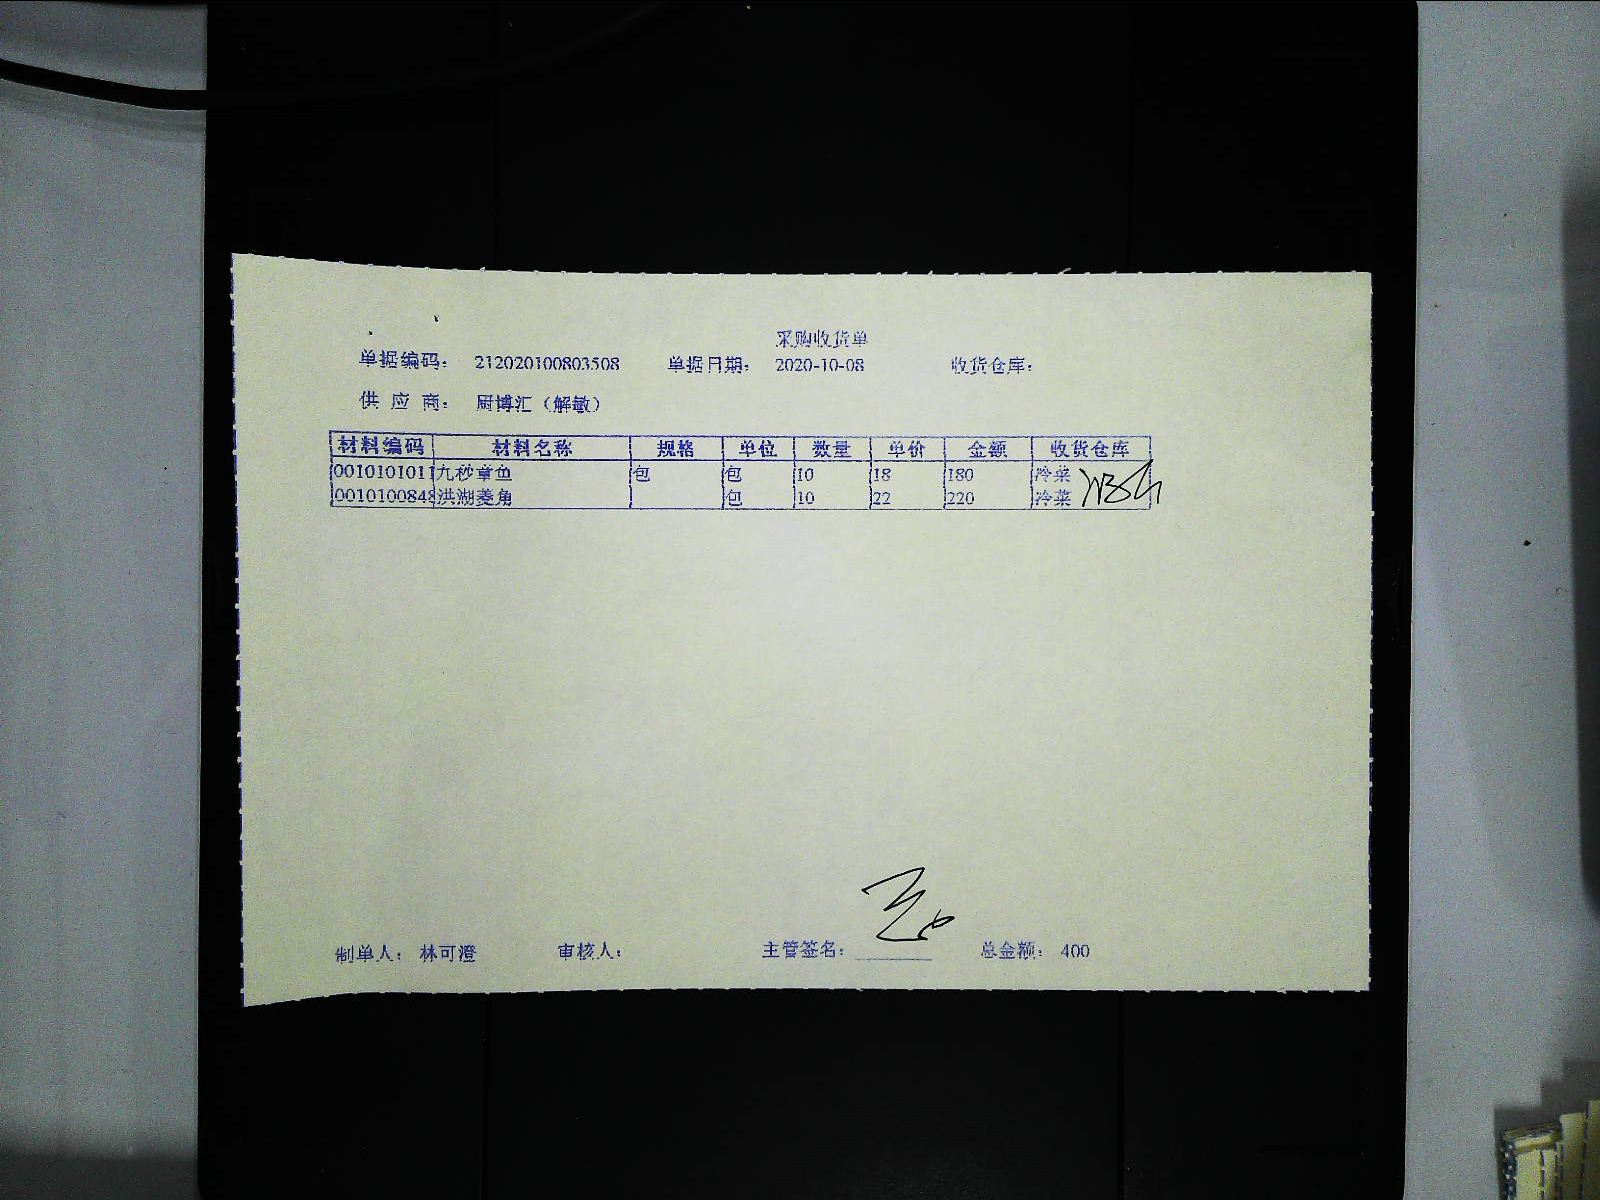 采购收货单
单据编码： 212020100803508 单据日期： 2020-10-08 收货仓库：
供 应 商： 厨博汇（解敏）
材料编码 材料名称 规格 单位 数量 单价 金额 收货仓库
0010101011 九秒章鱼 包 包 10 18 180 冷菜
0010100848 洪湖菱角 包 10 22 220 冷菜
制单人： 林可澄 审核人： 主管签名： 总金额： 400